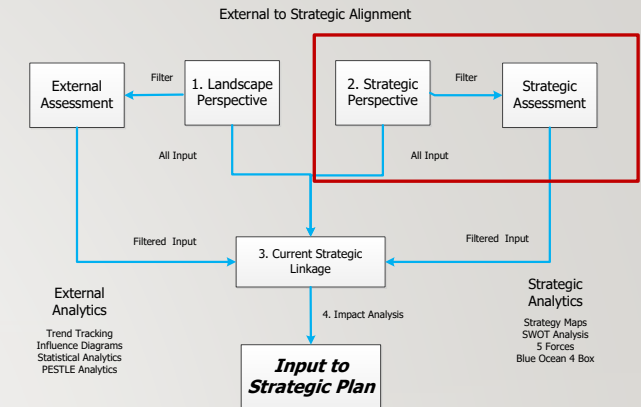 External to Strategic Alignment
External
Assessment
Filter
1. Landscape
Perspective
2. Strategic
Perspective
Filter
Strategic
Assessment
All Input
All Input
Filtered Input
3. Current Strategic
Linkage
Filtered Input
External
Analytics
Trend Tracking
Influence Diagrams
Statistical Analytics
PESTLE Analytics
4. Impact Analysis
Strategic
Analytics
Strategy Maps
SWOT Analysis
5 Forces
Blue Ocean 4 Box
Input to
Strategic Plan